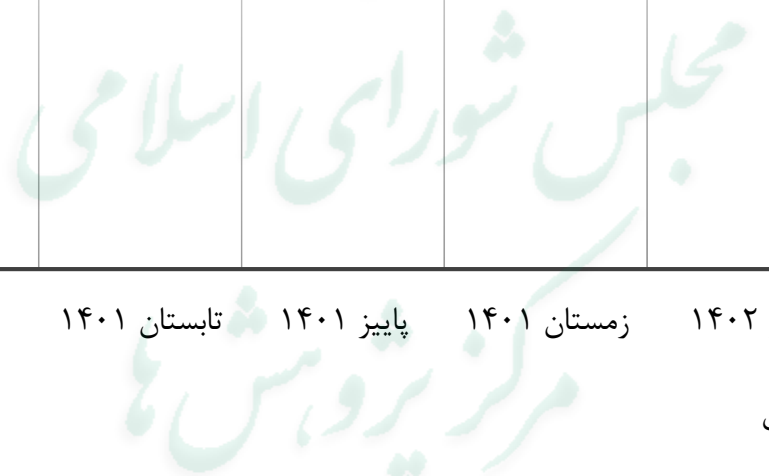 مجلس شورای اسلامی
۱۴۰۲ زمستان ۱۴۰۱ پاییز ۱۴۰۱ تابستان ۱۴۰۱
مرکز پژوهش‌ها